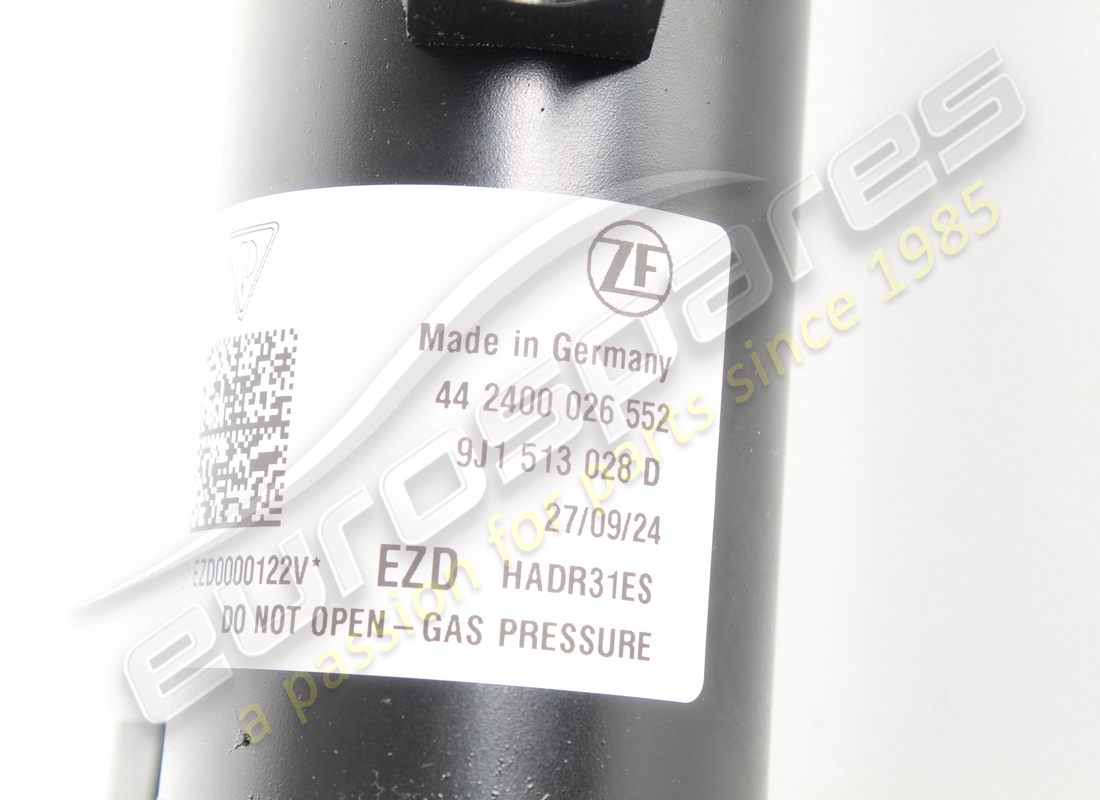 ZF
Made in Germany
44 2400 026 552
9J1 513 028 D
27/09/24
EZD0000122V* EZD HADR31ES
DO NOT OPEN – GAS PRESSURE
eurospares
a passion for parts since 1985